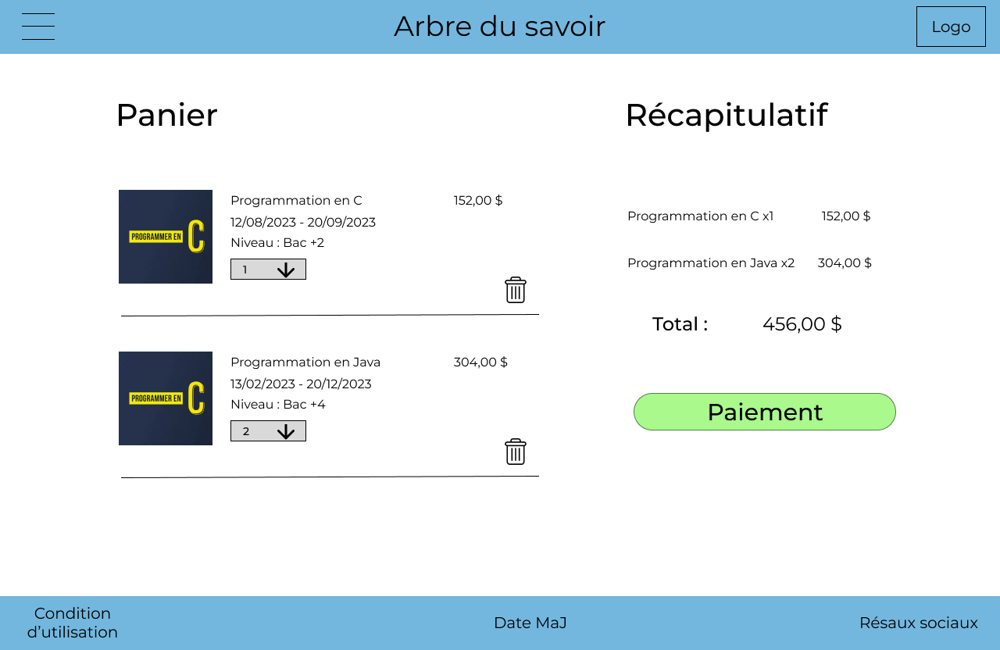 Arbre du savoir
Logo
Panier
Récapitulatif
PROGRAMMER EN C
Programmation en C
152,00 $
12/08/2023 - 20/09/2023
Niveau : Bac +2
1
Programmation en C x1
152,00 $
Programmation en Java x2
304,00 $
Total :
456,00 $
PROGRAMMER EN C
Programmation en Java
304,00 $
13/02/2023 - 20/12/2023
Niveau : Bac +4
2
Paiement
Condition
d’utilisation
Date MaJ
Résaux sociaux